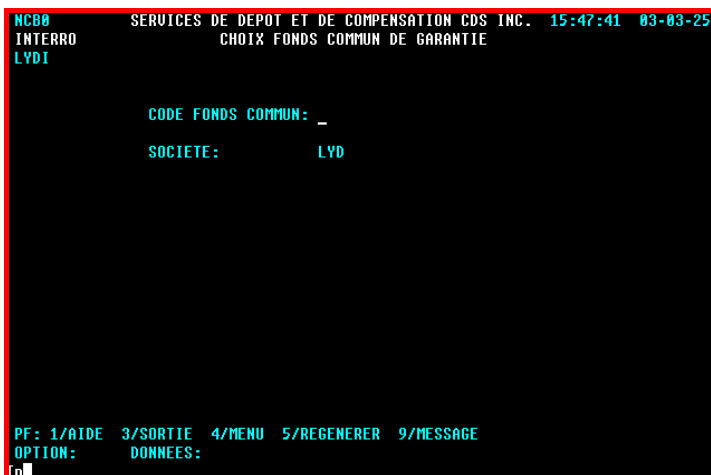 NCB0 SERVICES DE DEPOT ET DE COMPENSATION CDS INC. 15:47:41 03-03-25
INTERRO CHOIX FONDS COMMUN DE GARANTIE
LYDI
CODE FONDS COMMUN: _
SOCIETE: LYD
PF: 1/AIDE 3/SORTIE 4/MENU 5/REGENERER 9/MESSAGE
OPTION: DONNEES: